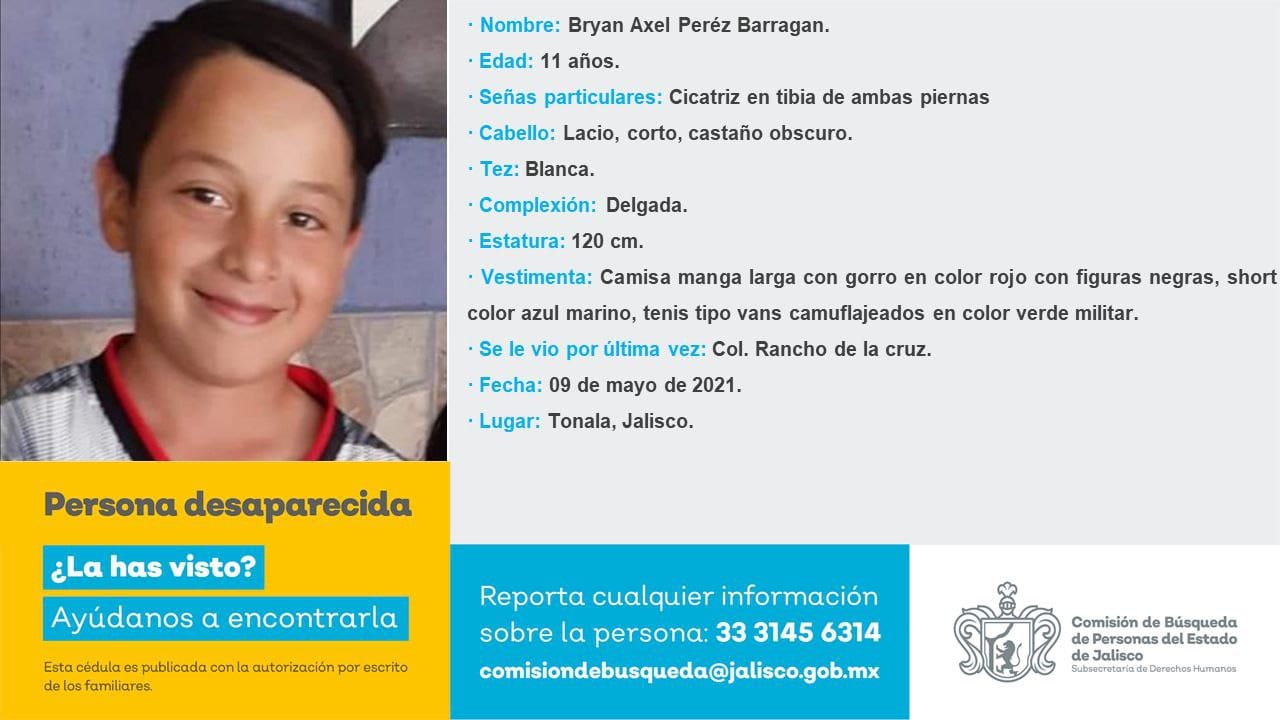 · Nombre: Bryan Axel Peréz Barragan.
· Edad: 11 años.
· Señas particulares: Cicatriz en tibia de ambas piernas
· Cabello: Lacio, corto, castaño obscuro.
· Tez: Blanca.
· Complexión: Delgada.
· Estatura: 120 cm.
· Vestimenta: Camisa manga larga con gorro en color rojo con figuras negras, short
color azul marino, tenis tipo vans camuflajeados en color verde militar.
· Se le vio por última vez: Col. Rancho de la cruz.
· Fecha: 09 de mayo de 2021.
· Lugar: Tonala, Jalisco.
Persona desaparecida
¿La has visto?
Ayúdanos a encontrarla
Esta cédula es publicada con la autorización por escrito
de los familiares.
Reporta cualquier información
sobre la persona: 33 3145 6314
comisiondebusqueda@jalisco.gob.mx
Comisión de Búsqueda
de Personas del Estado
de Jalisco
Subsecretaría de Derechos Humanos